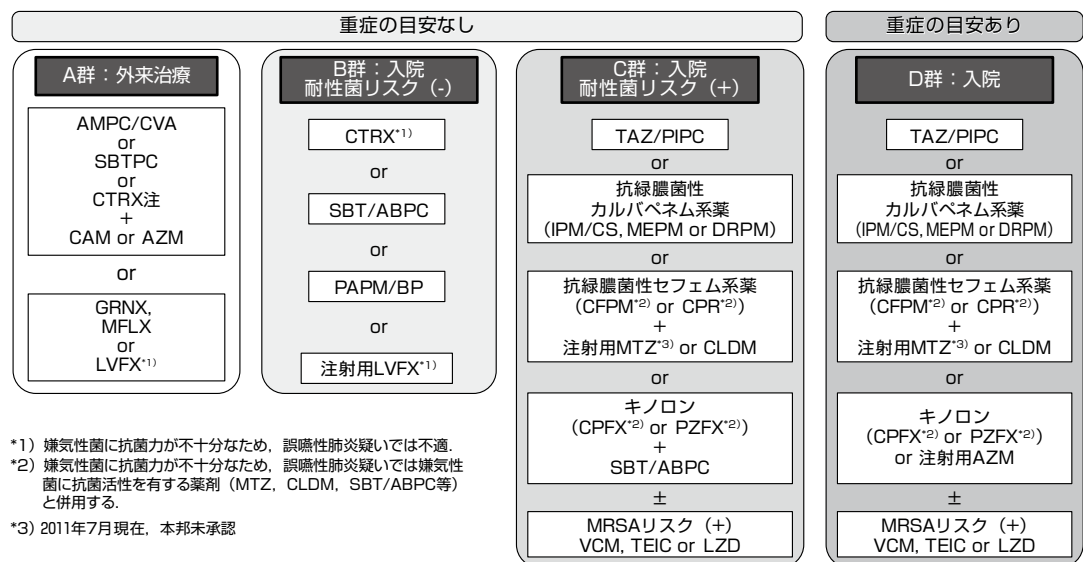 重症の目安なし
重症の目安あり
A群：外来治療
AMPC/CVA
or
SBTPC
or
CTRX注
+
CAM or AZM
or
GRNX,
MFLX
or
LVFX*1)
B群：入院
耐性菌リスク (-)
CTRX*1)
or
SBT/ABPC
or
PAPM/BP
or
注射用LVFX*1)
C群：入院
耐性菌リスク (+)
TAZ/PIPC
or
抗緑膿菌性
カルバペネム系薬
(IPM/CS, MEPM or DRPM)
or
抗緑膿菌性セフェム系薬
(CFPM*2) or CPR*2))
+
注射用MTZ*3) or CLDM
or
キノロン
(CPFX*2) or PZFX*2))
+
SBT/ABPC
±
MRSAリスク (+)
VCM, TEIC or LZD
D群：入院
TAZ/PIPC
or
抗緑膿菌性
カルバペネム系薬
(IPM/CS, MEPM or DRPM)
or
抗緑膿菌性セフェム系薬
(CFPM*2) or CPR*2))
+
注射用MTZ*3) or CLDM
or
キノロン
(CPFX*2) or PZFX*2))
or 注射用AZM
±
MRSAリスク (+)
VCM, TEIC or LZD
*1) 嫌気性菌に抗菌力が不十分なため，誤嚥性肺炎疑いでは不適.
*2) 嫌気性菌に抗菌力が不十分なため，誤嚥性肺炎疑いでは嫌気性
菌に抗菌活性を有する薬剤（MTZ，CLDM，SBT/ABPC等）
と併用する.
*3) 2011年7月現在，本邦未承認